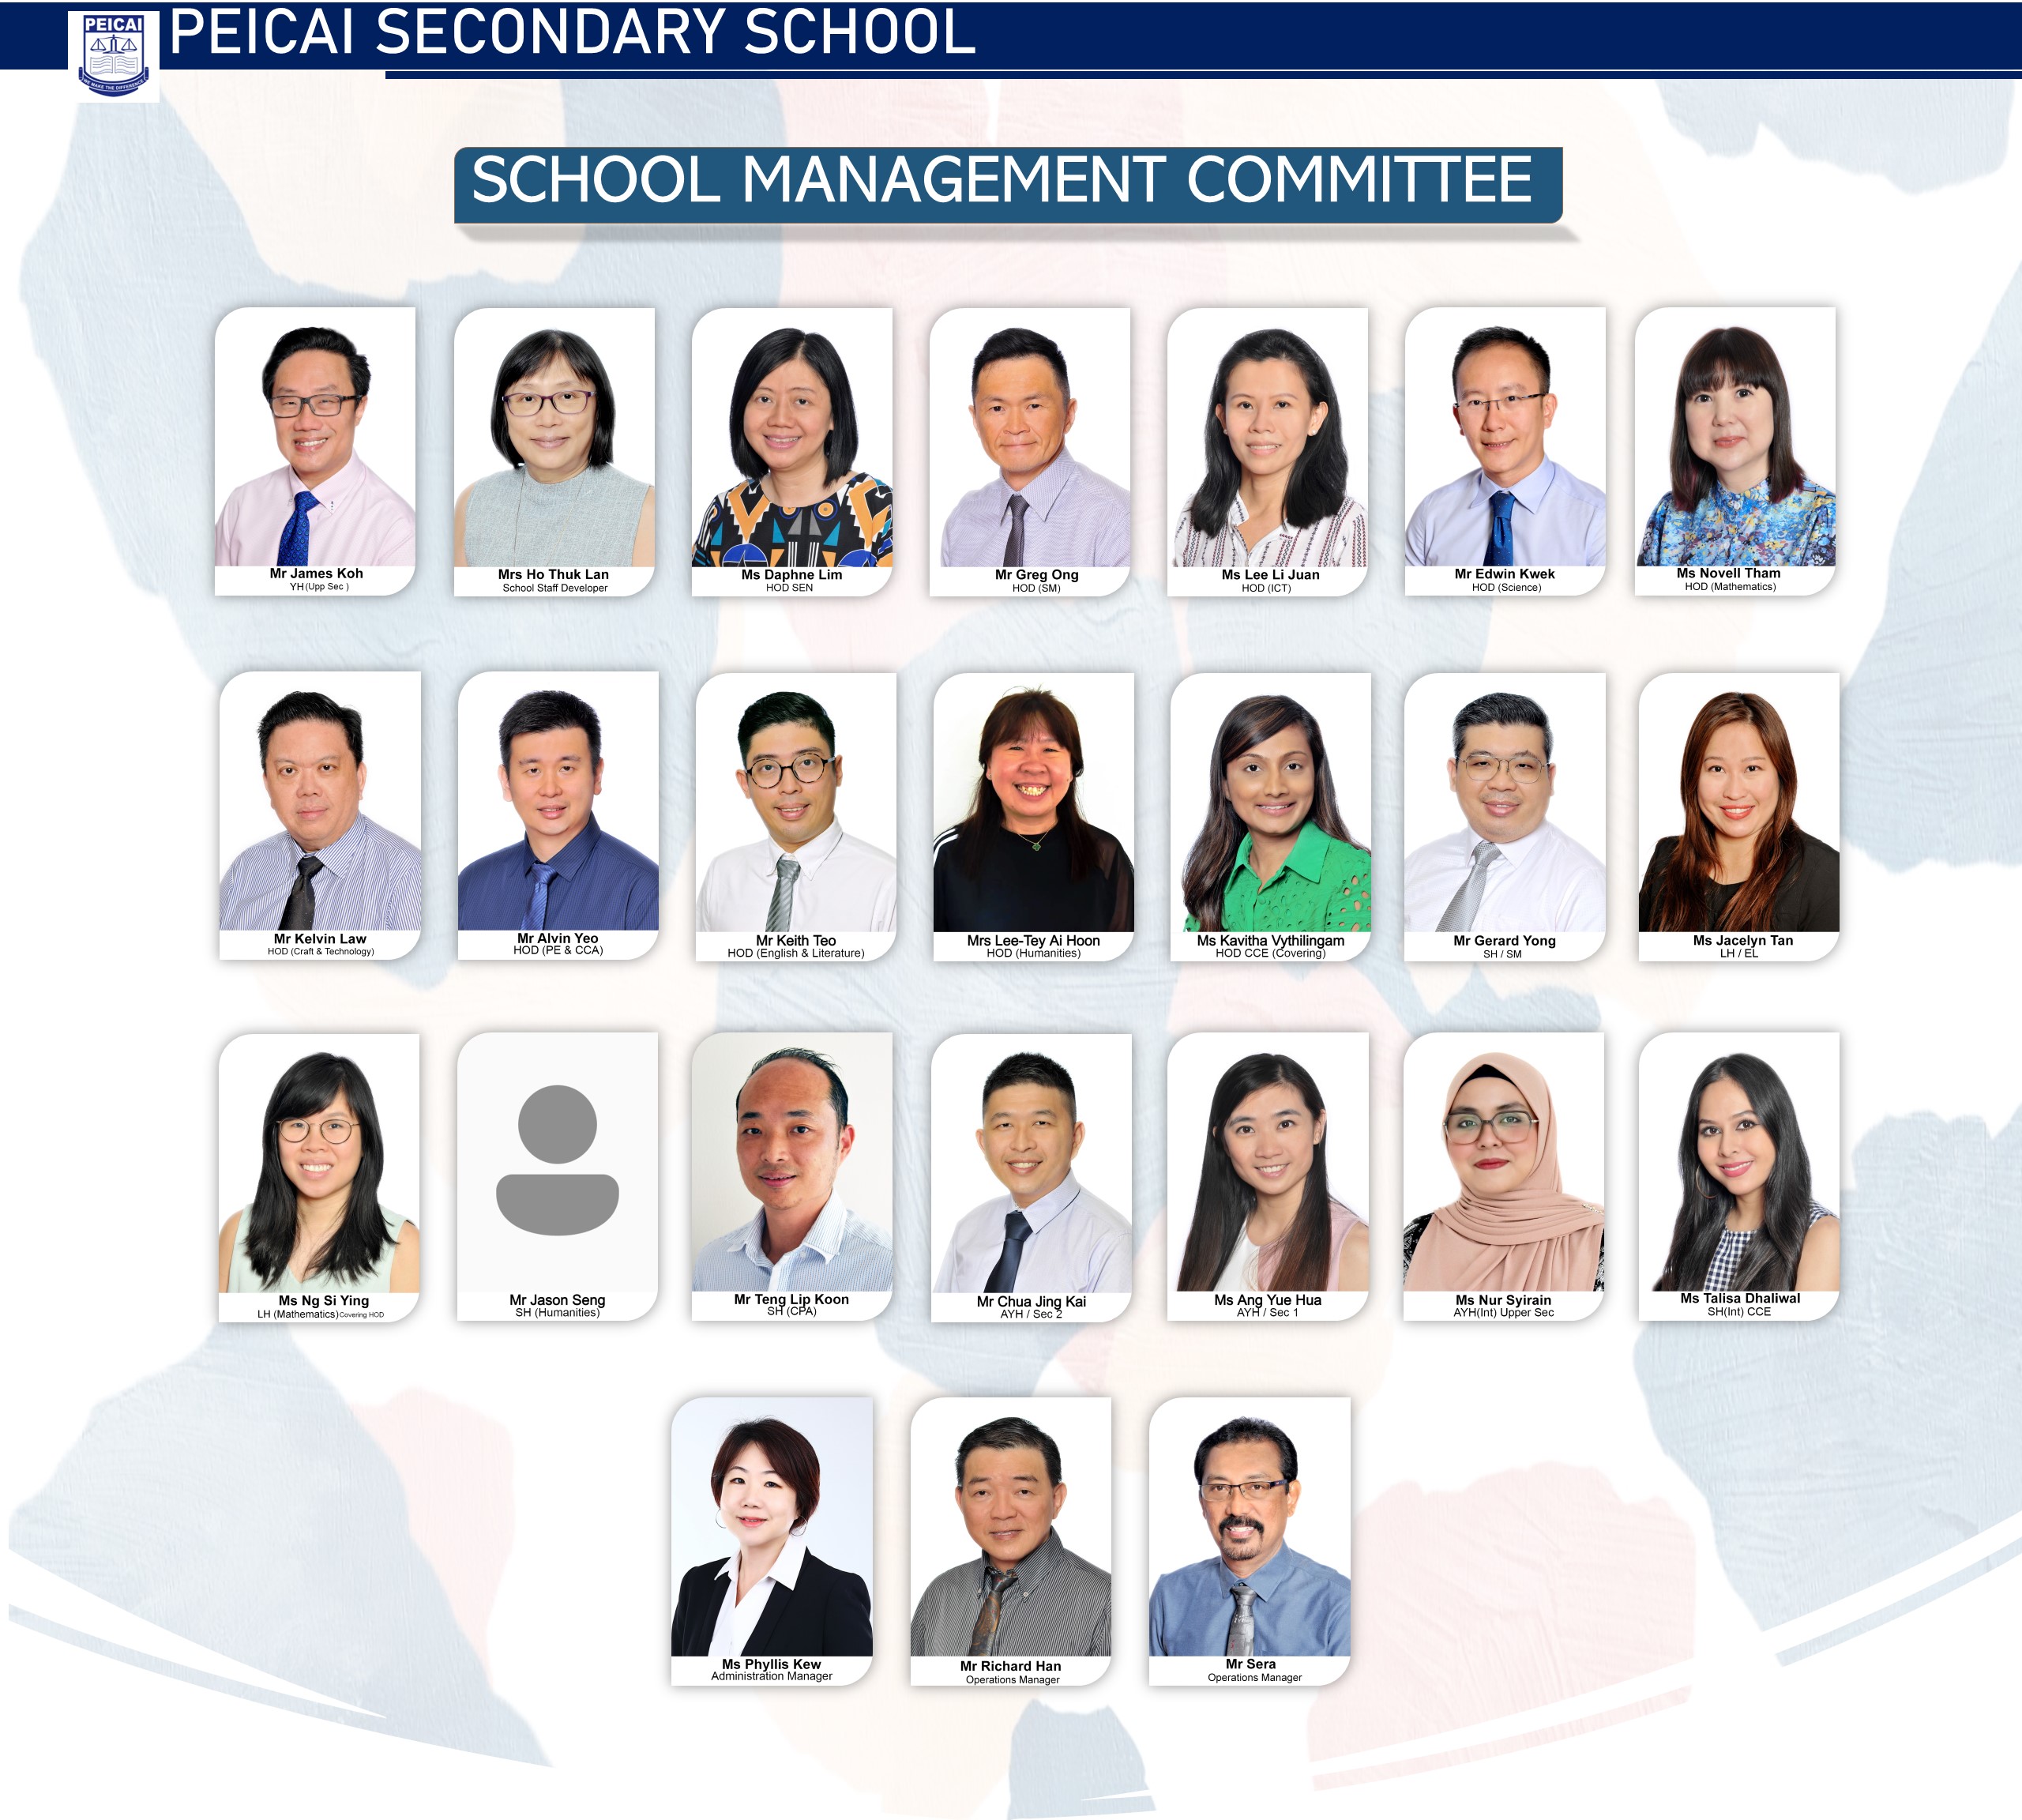 PEICAI
WE MAKE THE DIFFERENCE
PEICAI SECONDARY SCHOOL
SCHOOL MANAGEMENT COMMITTEE
Mr James Koh
YH (Upp Sec )
Mrs Ho Thuk Lan
School Staff Developer
Ms Daphne Lim
HOD SEN
Mr Greg Ong
HOD (SM)
Ms Lee Li Juan
HOD (ICT)
Mr Edwin Kwek
HOD (Science)
Ms Novell Tham
HOD (Mathematics)
Mr Kelvin Law
HOD (Craft & Technology)
Mr Alvin Yeo
HOD (PE & CCA)
Mr Keith Teo
HOD (English & Literature)
Mrs Lee-Tey Ai Hoon
HOD (Humanities)
Ms Kavitha Vythilingam
HOD CCE (Covering)
Mr Gerard Yong
SH / SM
Ms Jacelyn Tan
LH / EL
Ms Ng Si Ying
LH (Mathematics) Covering HOD
Mr Jason Seng
SH (Humanities)
Mr Teng Lip Koon
SH (CPA)
Mr Chua Jing Kai
AYH / Sec 2
Ms Ang Yue Hua
AYH / Sec 1
Ms Nur Syirain
AYH(Int) Upper Sec
Ms Talisa Dhaliwal
SH(Int) CCE
Ms Phyllis Kew
Administration Manager
Mr Richard Han
Operations Manager
Mr Sera
Operations Manager